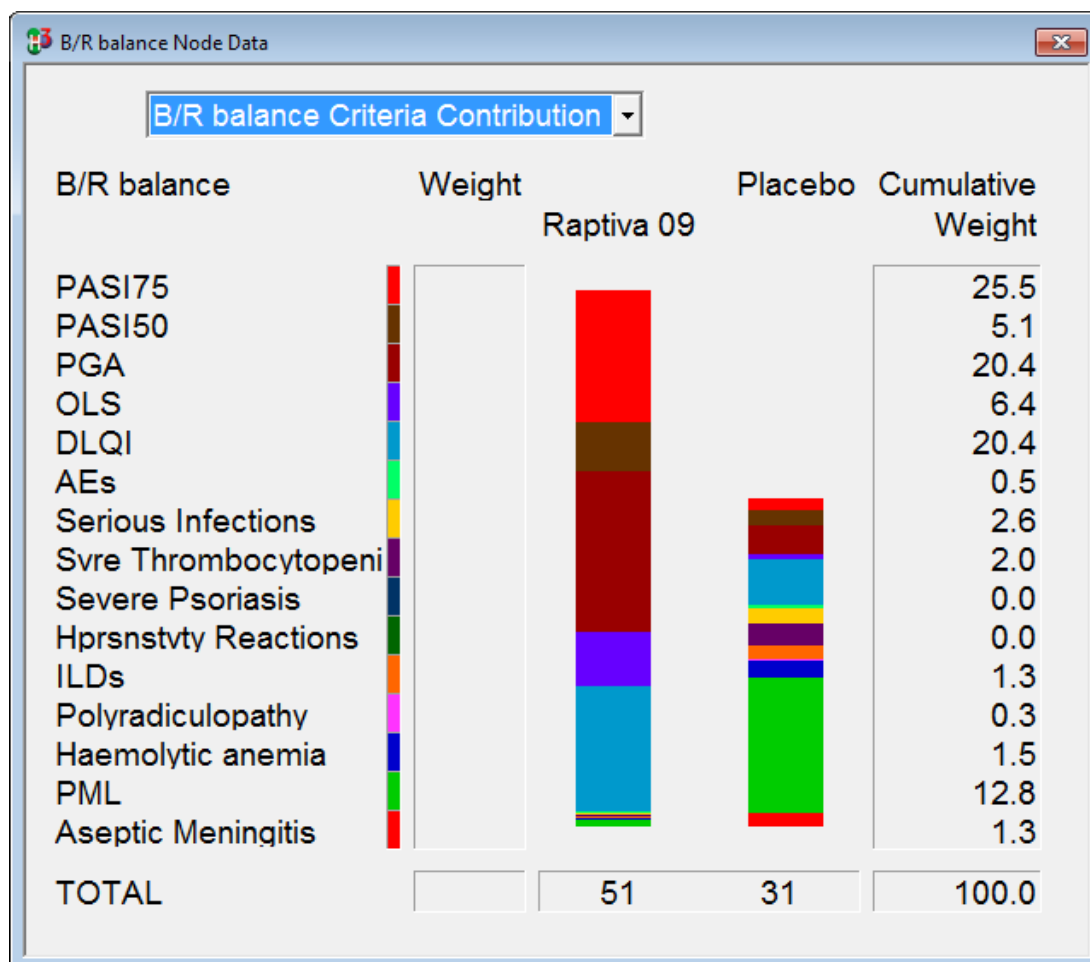 B/R balance Node Data
B/R balance Criteria Contribution
B/R balance Weight Placebo Cumulative
Raptiva 09 Weight
PASI75 25.5
PASI50 5.1
PGA 20.4
OLS 6.4
DLQI 20.4
AEs 0.5
Serious Infections 2.6
Svre Thrombocytopeni 2.0
Severe Psoriasis 0.0
Hprsnstvty Reactions 0.0
ILDs 1.3
Polyradiculopathy 0.3
Haemolytic anemia 1.5
PML 12.8
Aseptic Meningitis 1.3
TOTAL 51 31 100.0